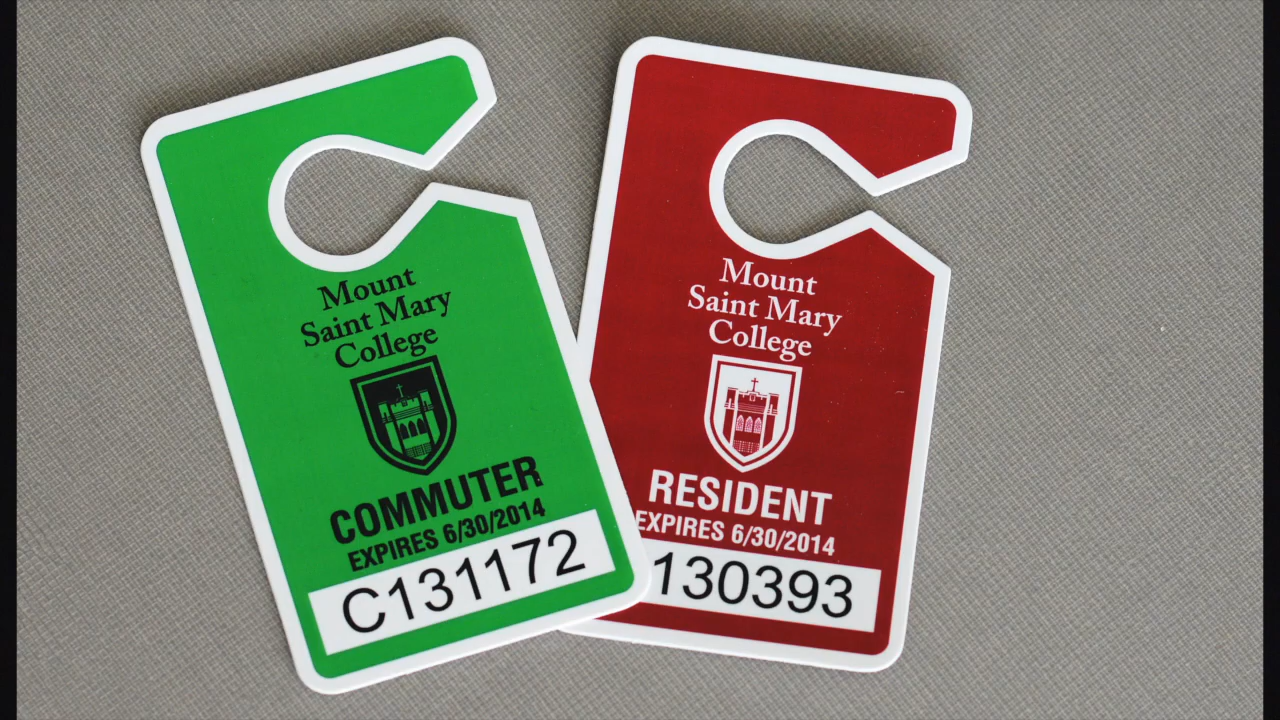 Mount
Saint Mary
College
COMMUTER
EXPIRES 6/30/2014
C131172
Mount
Saint Mary
College
RESIDENT
EXPIRES 6/30/2014
130393